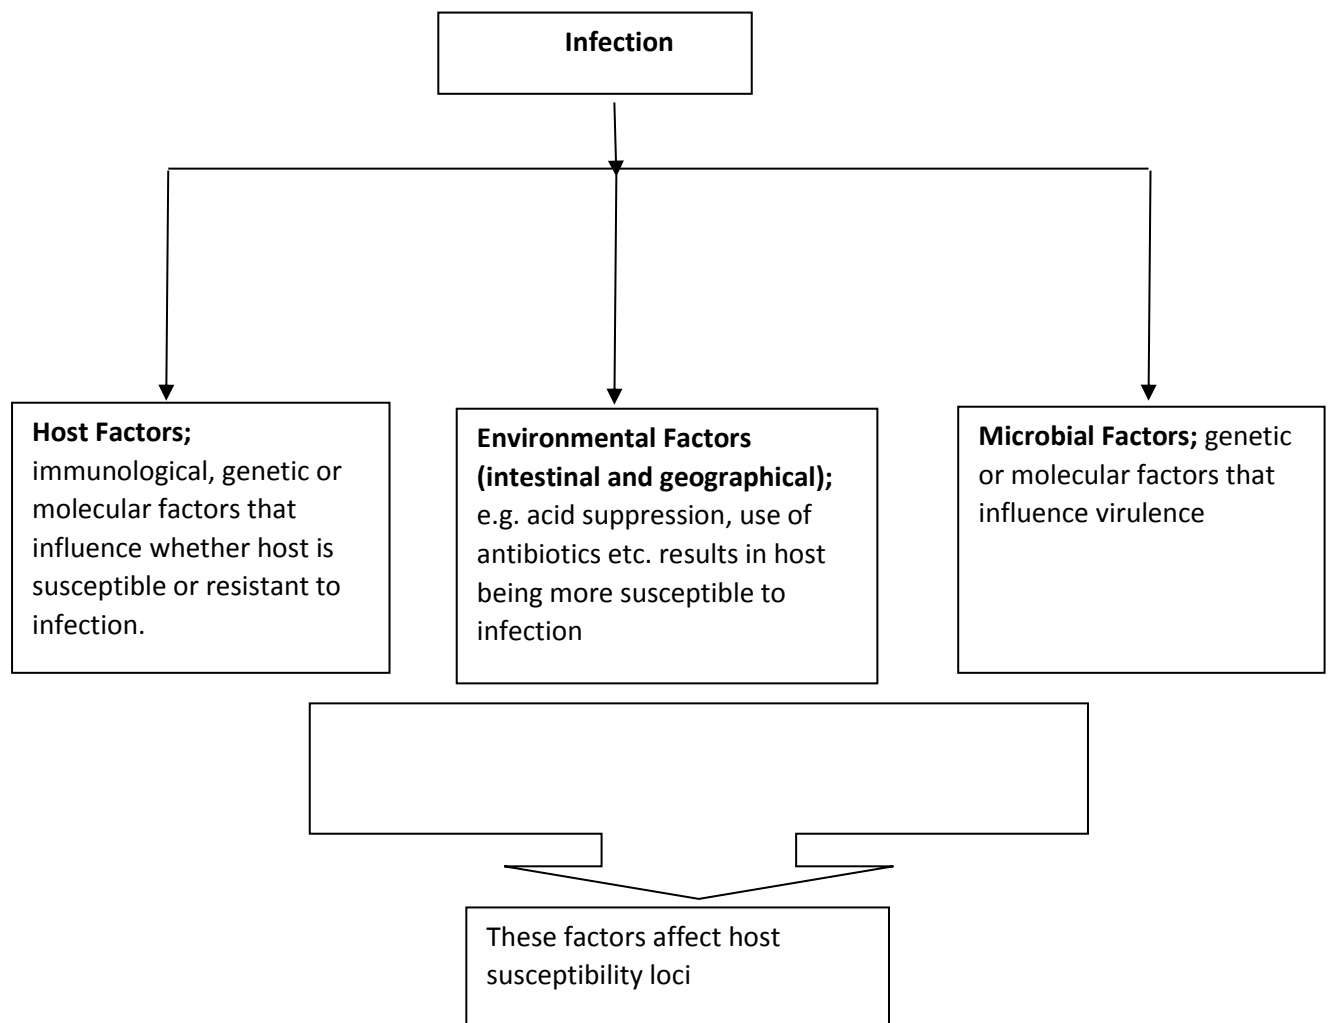 Infection
Host Factors;
immunological, genetic or
molecular factors that
influence whether host is
susceptible or resistant to
infection.
Environmental Factors
(intestinal and geographical);
e.g. acid suppression, use of
antibiotics etc. results in host
being more susceptible to
infection
Microbial Factors; genetic
or molecular factors that
influence virulence
These factors affect host
susceptibility loci